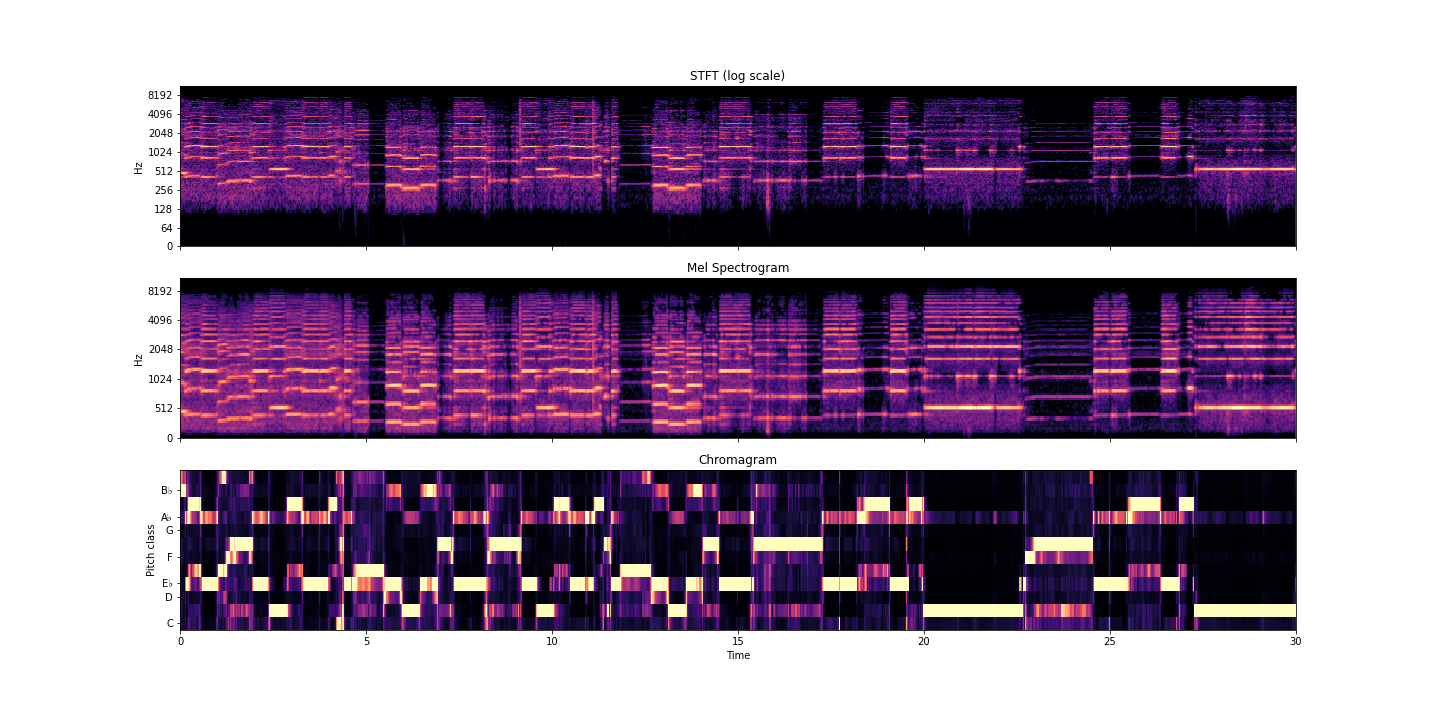 STFT (log scale)
8192
4096
2048
1024
512
256
128
64
0
Hz
Mel Spectrogram
8192
4096
2048
1024
512
0
Hz
Chromagram
B♭
A♭
G
F
E♭
D
C
Pitch class
0 5 10 15 20 25 30
Time